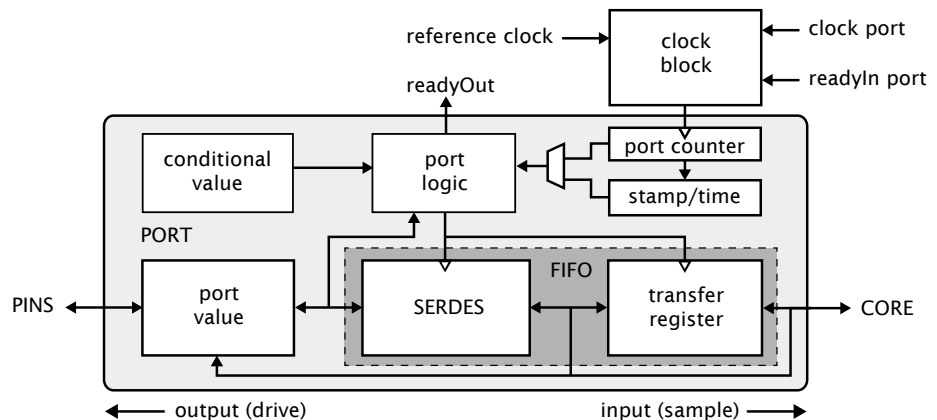 reference clock
clock
block
clock port
readyIn port
readyOut
conditional
value
port
logic
port counter
stamp/time
PORT
FIFO
PINS
port
value
SERDES
transfer
register
CORE
output (drive)
input (sample)